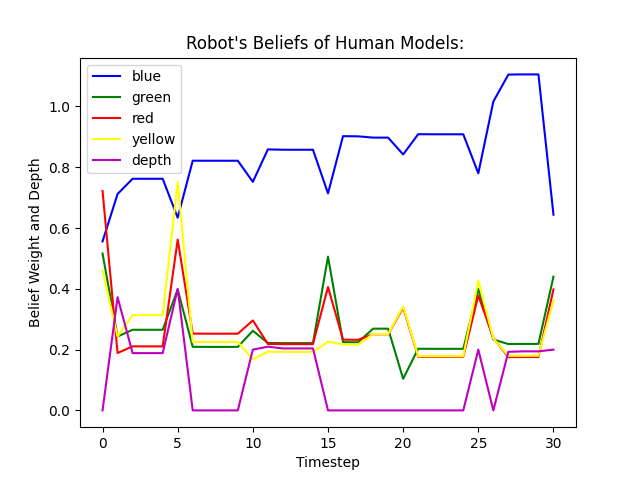 Robot's Beliefs of Human Models:
blue
green
red
yellow
depth
Belief Weight and Depth
1.0
0.8
0.6
0.4
0.2
0.0
0 5 10 15 20 25 30
Timestep